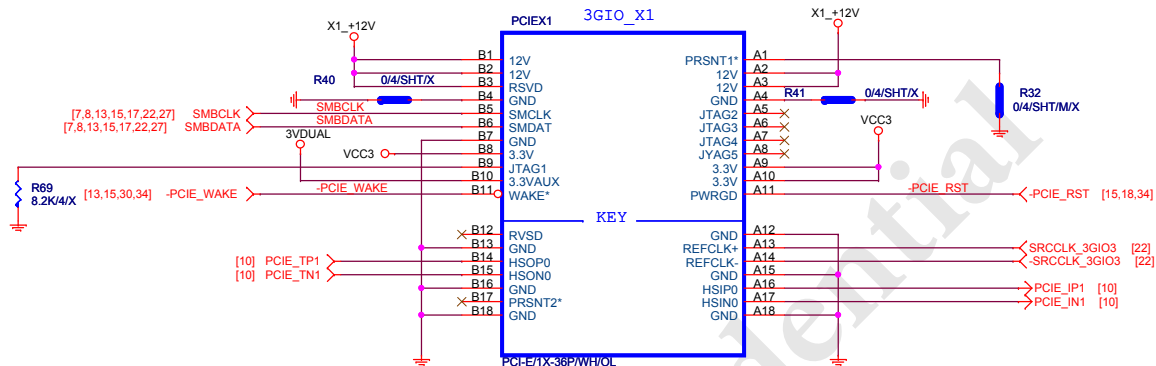 3GIO_X1
PCIEX1
X1_+12V
X1_+12V
B1 12V PRSNT1* A1
B2 12V 12V A2
B3 RSVD 12V A3
R40 0/4/SHT/X B4 GND GND A4 R41 0/4/SHT/X
R32
0/4/SHT/M/X
[7,8,13,15,17,22,27] SMBCLK SMBCLK B5 SMCLK JTAG2 A5
[7,8,13,15,17,22,27] SMBDATA SMBDATA B6 SMDAT JTAG3 A6
3VDUAL B7 GND JTAG4 A7 VCC3
VCC3 B8 3.3V JYAG5 A8
B9 JTAG1 3.3V A9
B10 3.3VAUX 3.3V A10
R69
8.2K/4/X
[13,15,30,34] -PCIE_WAKE -PCIE_WAKE B11 WAKE* PWRGD A11 -PCIE_RST -PCIE_RST [15,18,34]
KEY
B12 RVSD GND A12
B13 GND REFCLK+ A13 SRCCLK_3GIO3 [22]
[10] PCIE_TP1 B14 HSOP0 REFCLK- A14 -SRCCLK_3GIO3 [22]
[10] PCIE_TN1 B15 HSON0 GND A15
B16 GND HSIP0 A16 PCIE_IP1 [10]
B17 PRSNT2* HSIN0 A17 PCIE_IN1 [10]
B18 GND GND A18
PCI-E/1X-36P/WH/OL